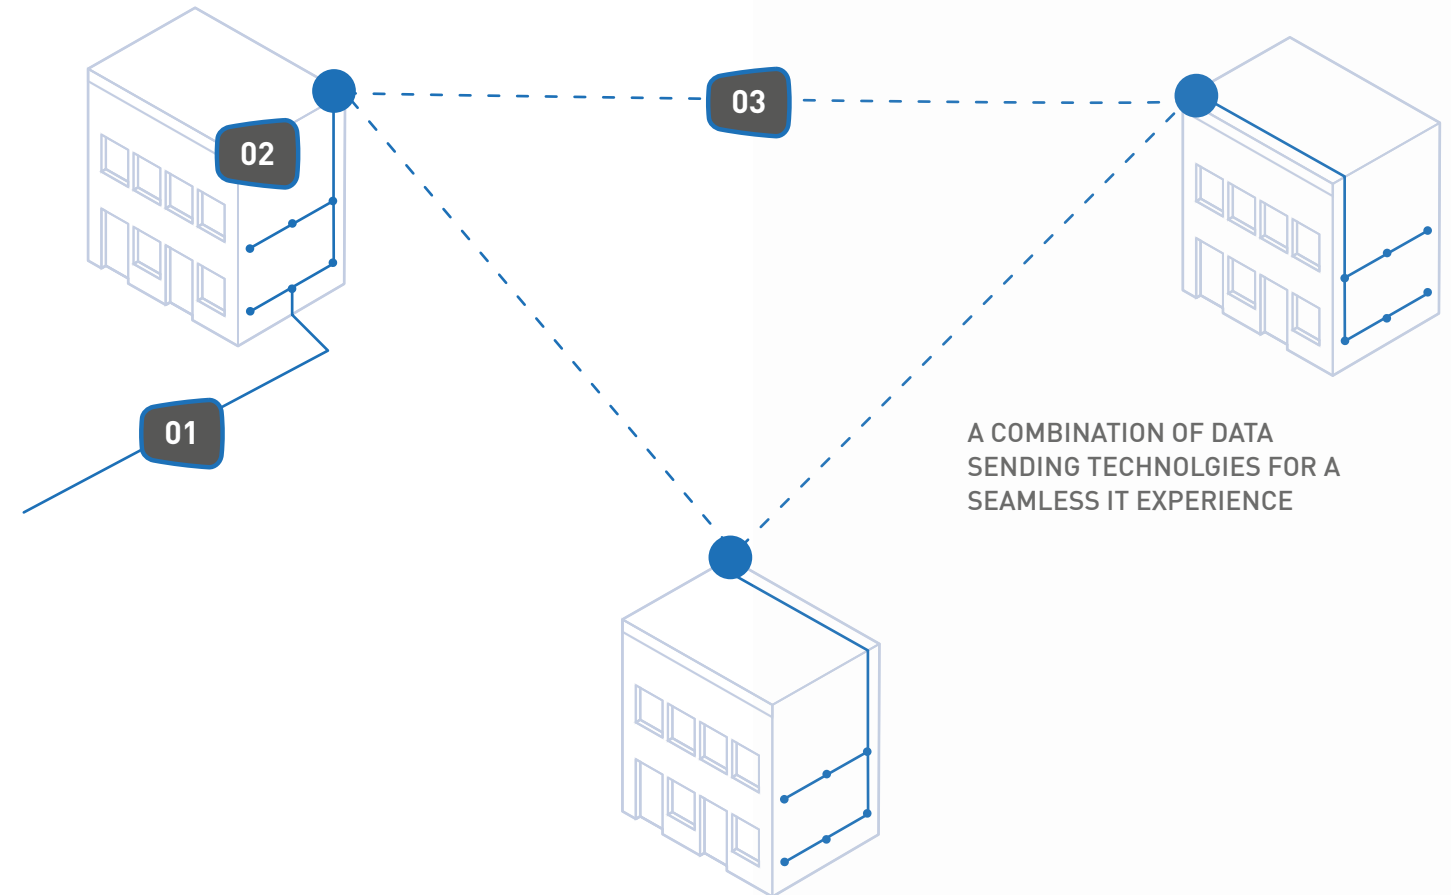 03
02
01
A COMBINATION OF DATA
SENDING TECHNOLGIES FOR A
SEAMLESS IT EXPERIENCE